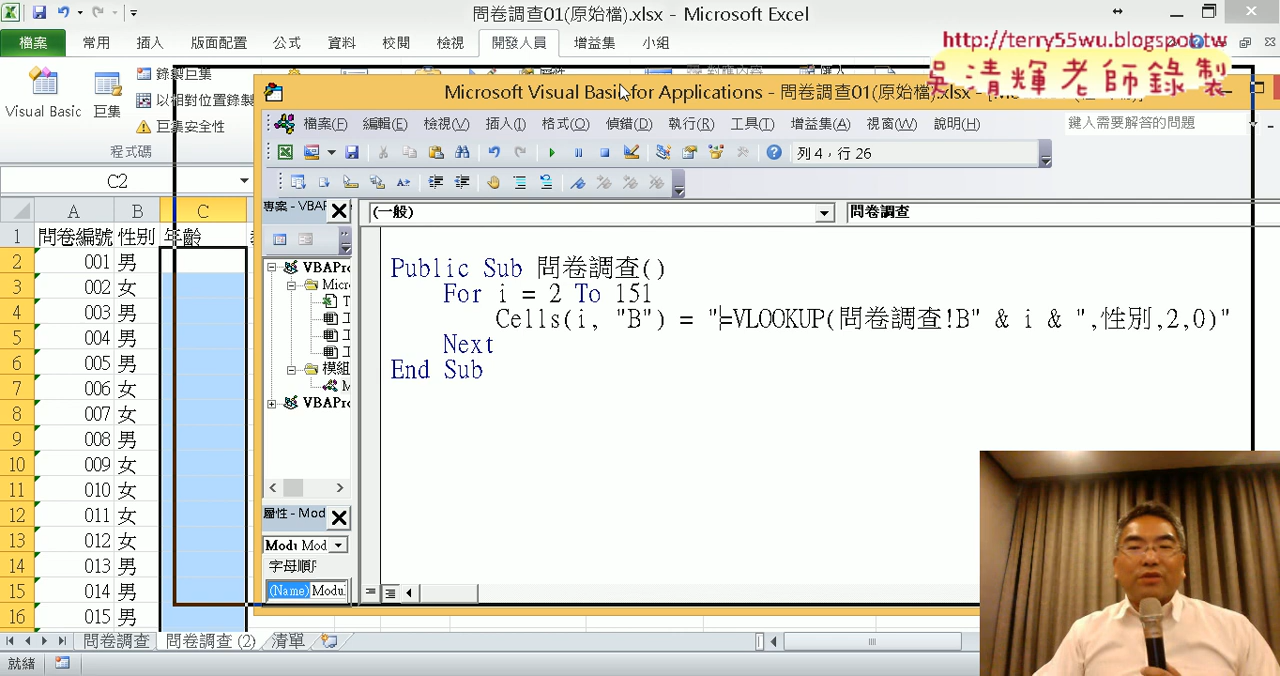 問卷調查01(原始檔).xlsx - Microsoft Excel
檔案 常用 插入 版面配置 公式 資料 校閱 檢視 開發人員 增益集 小組
http://terry55wu.blogspot.tw
吳清輝老師錄製
Visual Basic 巨集 錄製巨集
以相對位置錄製
巨集安全性
程式碼
Microsoft Visual Basic for Applications - 問卷調查01(原始檔).xlsx
檔案(F) 編輯(E) 檢視(V) 插入(I) 格式(O) 偵錯(D) 執行(R) 工具(T) 增益集(A) 視窗(W) 說明(H) 鍵入需要解答的問題
列 4，行 26
C2
專案 - VBAP
(一般) 問卷調查
A B C
1 問卷編號 性別 年齡
2 001 男
3 002 女
4 003 男
5 004 男
6 005 男
7 006 女
8 007 女
9 008 男
10 009 女
11 010 女
12 011 女
13 012 女
14 013 男
15 014 男
16 015 男
VBAPro
Micr
模組
VBAPro
Public Sub 問卷調查()
For i = 2 To 151
Cells(i, "B") = "=VLOOKUP(問卷調查!B" & i & ",性別,2,0)"
Next
End Sub
屬性 - Mod
Modu Mod
字母順序
(Name) Modu
問卷調查 問卷調查 (2) 清單
就緒